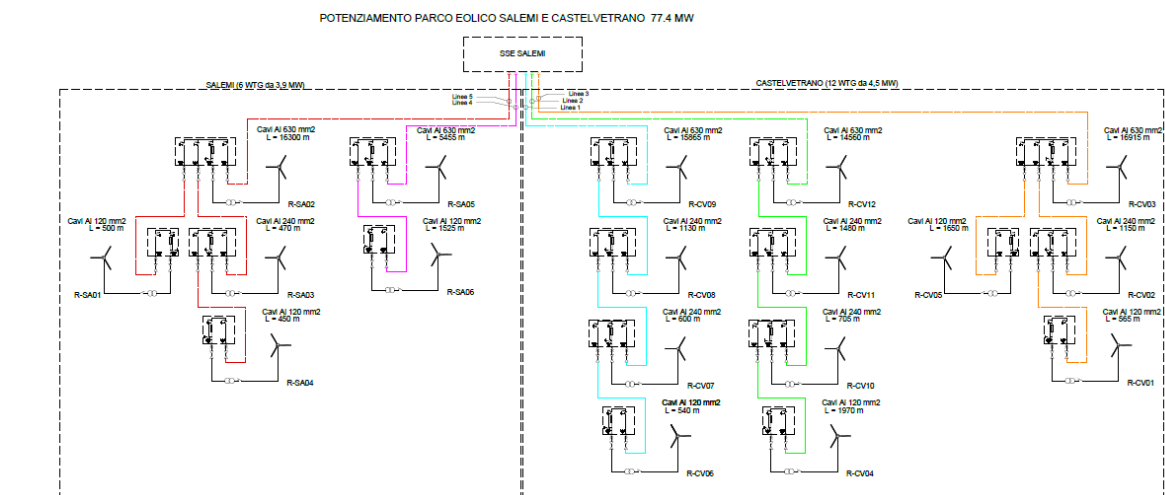 POTENZIAMENTO PARCO EOLICO SALEMI E CASTELVETRANO 77.4 MW
SSE SALEMI
SALEMI (6 WTG da 3,9 MW)
CASTELVETRANO (12 WTG da 4,5 MW)
Linea 5
Linea 4
Linea 3
Linea 2
Linea 1
Cavi Al 630 mm2
L = 16300 m
Cavi Al 630 mm2
L = 5455 m
Cavi Al 630 mm2
L = 15865 m
Cavi Al 630 mm2
L = 14560 m
Cavi Al 630 mm2
L = 16915 m
R-SA02
R-SA05
R-CV09
R-CV12
R-CV03
Cavi Al 120 mm2
L = 500 m
Cavi Al 240 mm2
L = 470 m
Cavi Al 120 mm2
L = 1525 m
Cavi Al 240 mm2
L = 1130 m
Cavi Al 240 mm2
L = 1480 m
Cavi Al 120 mm2
L = 1650 m
Cavi Al 240 mm2
L = 1150 m
R-SA01
R-SA03
R-SA06
R-CV08
R-CV11
R-CV05
R-CV02
Cavi Al 120 mm2
L = 450 m
Cavi Al 240 mm2
L = 600 m
Cavi Al 240 mm2
L = 705 m
Cavi Al 120 mm2
L = 565 m
R-SA04
R-CV07
R-CV10
R-CV01
Cavi Al 120 mm2
L = 540 m
Cavi Al 120 mm2
L = 1970 m
R-CV06
R-CV04